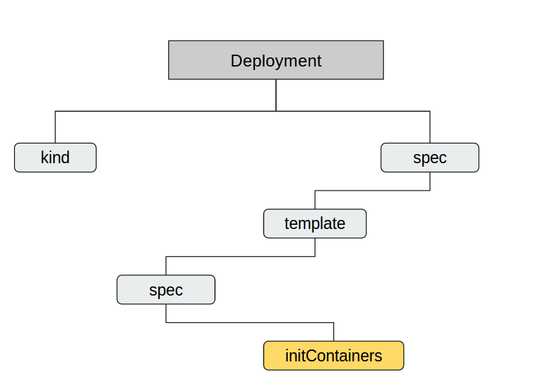 Deployment
kind
spec
template
spec
initContainers